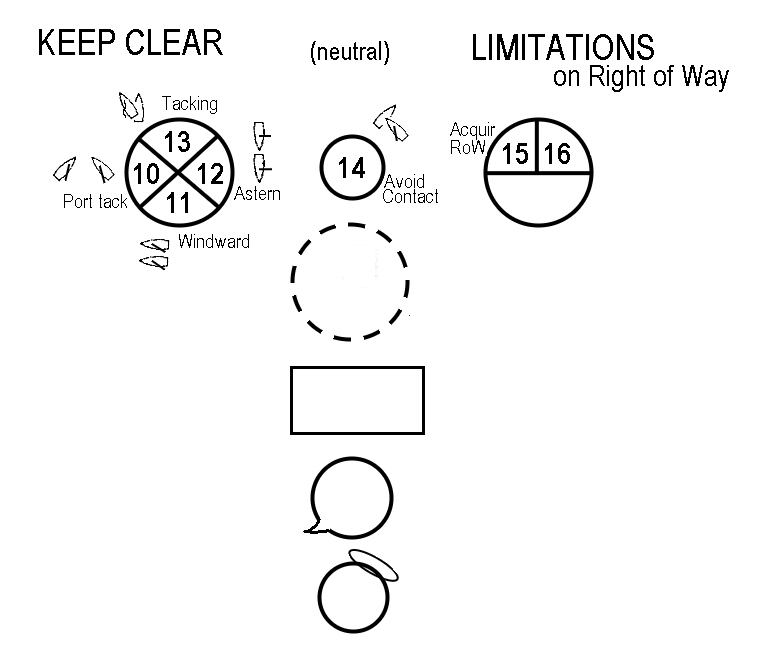 KEEP CLEAR
(neutral)
LIMITATIONS
on Right of Way
Tacking
13
10
12
11
Port tack
Astern
Windward
14
Avoid
Contact
Acquir
RoW
15
16